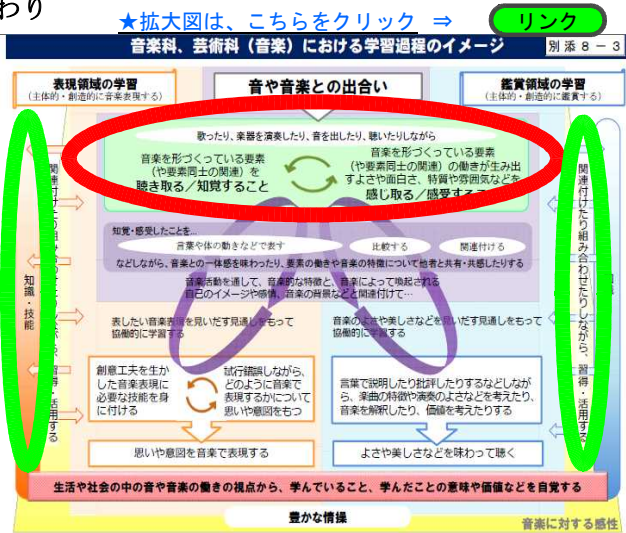 わり
★拡大図は、こちらをクリック ⇒ リンク
音楽科、芸術科（音楽）における学習過程のイメージ
別添８－３
表現領域の学習
（主体的・創造的に音楽表現する）
音や音楽との出合い
鑑賞領域の学習
（主体的・創造的に鑑賞する）
歌ったり、楽器を演奏したり、音を出したり、聴いたりしながら
音楽を形づくっている要素
（や要素同士の関連）を
聴き取る／知覚すること
音楽を形づくっている要素
（や要素同士の関連）の働きが生み出
すよさや面白さ、特質や雰囲気などを
感じ取る／感受する
知覚・感受したことを…
言葉や体の動きなどで表す
比較する
関連付ける
などしながら、音楽との一体感を味わったり、要素の働きや音楽の特徴について他者と共有・共感したりする
音楽活動を通して、音楽的な特徴と、音楽によって喚起される
自己のイメージや感情、音楽の背景などと関連付けて…
表したい音楽表現を見いだす見通しをもって
協働的に学習する
音楽のよさや美しさなどを見いだす見通しをもって
協働的に学習する
創意工夫を生か
した音楽表現に
必要な技能を身
に付ける
試行錯誤しながら、
どのように音楽で
表現するかについて
思いや意図をもつ
言葉で説明したり批評したりするなどしなが
ら、楽曲の特徴や演奏のよさなどを考えたり、
音楽を解釈したり、価値を考えたりする
思いや意図を音楽で表現する
よさや美しさなどを味わって聴く
知識・技能
関連付けたり組み合わせたりしながら、習得・活用する
生活や社会の中の音や音楽の働きの視点から、学んでいること、学んだことの意味や価値などを自覚する
豊かな情操
音楽に対する感性